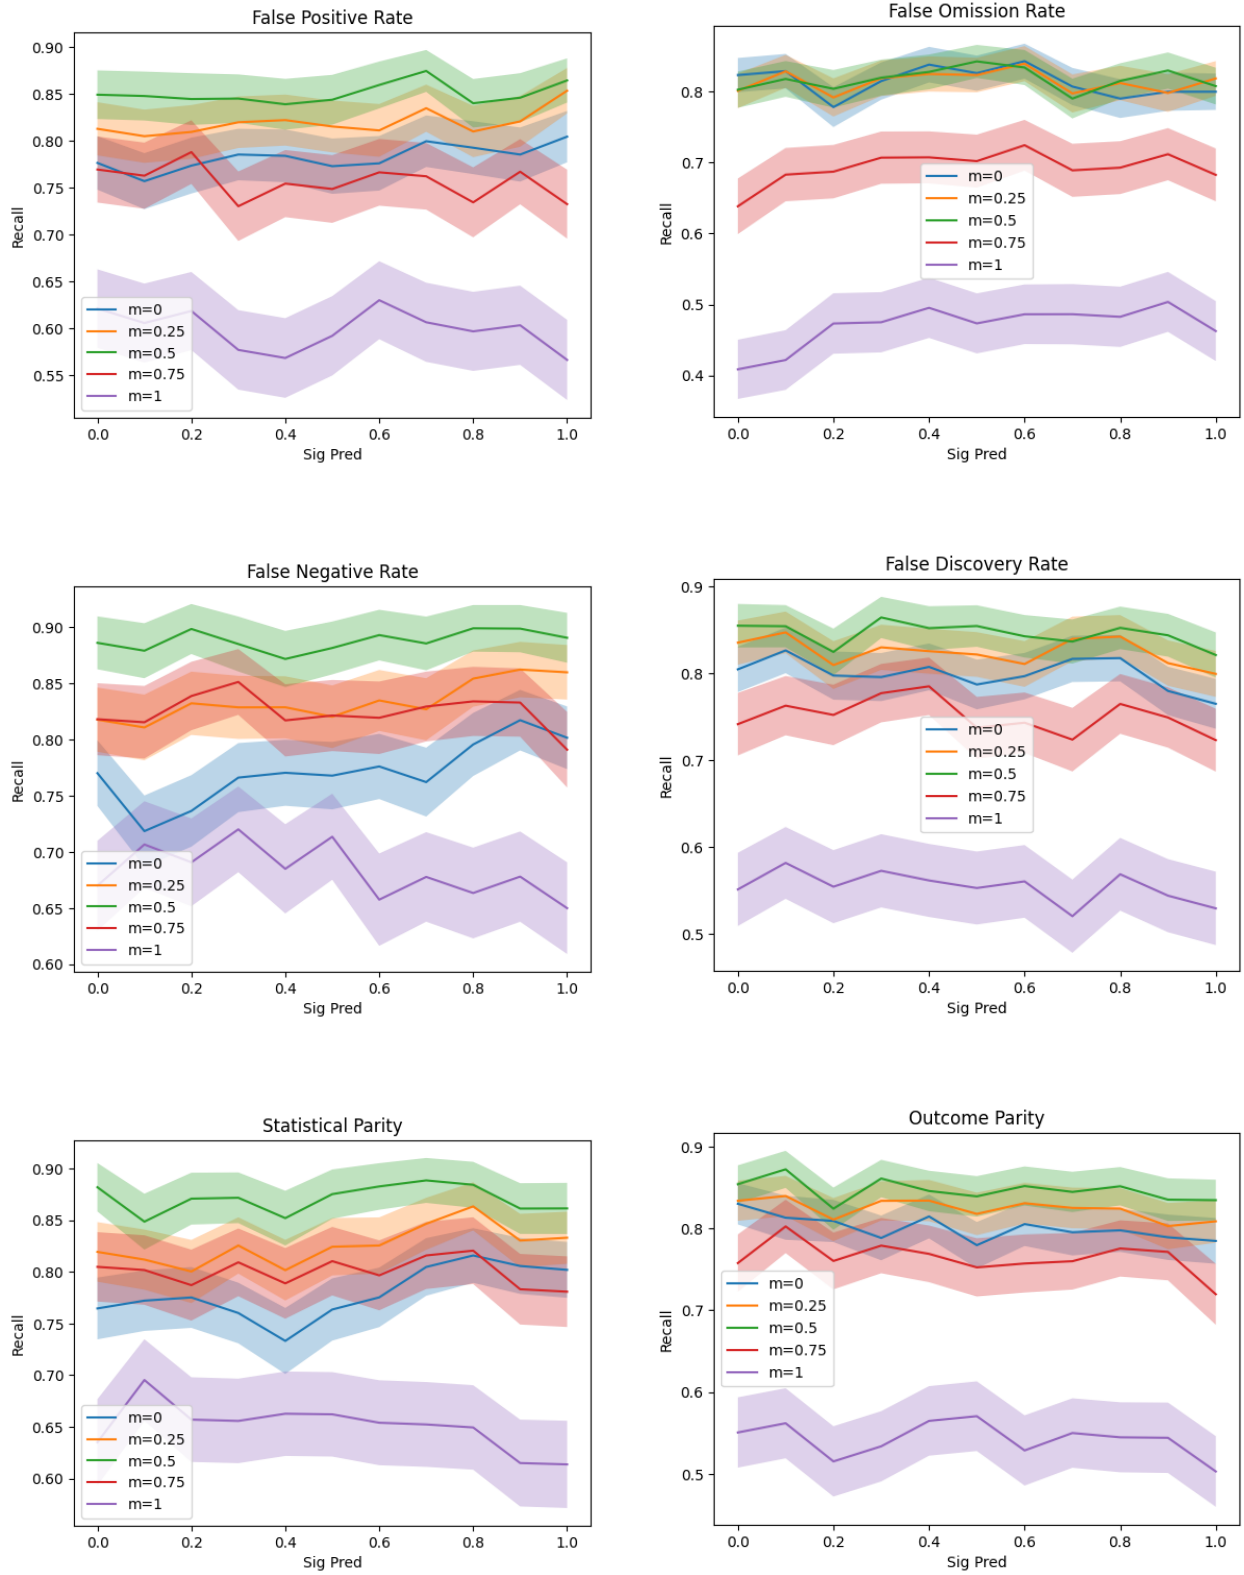 False Positive Rate
0.90
0.85
0.80
0.75
0.70
0.65
0.60
0.55
Recall
m=0
m=0.25
m=0.5
m=0.75
m=1
0.0 0.2 0.4 0.6 0.8 1.0
Sig Pred
False Omission Rate
0.8
0.7
0.6
0.5
0.4
Recall
m=0
m=0.25
m=0.5
m=0.75
m=1
0.0 0.2 0.4 0.6 0.8 1.0
Sig Pred
False Negative Rate
0.90
0.85
0.80
0.75
0.70
0.65
0.60
Recall
m=0
m=0.25
m=0.5
m=0.75
m=1
0.0 0.2 0.4 0.6 0.8 1.0
Sig Pred
False Discovery Rate
0.9
0.8
0.7
0.6
0.5
Recall
m=0
m=0.25
m=0.5
m=0.75
m=1
0.0 0.2 0.4 0.6 0.8 1.0
Sig Pred
Statistical Parity
0.90
0.85
0.80
0.75
0.70
0.65
0.60
Recall
m=0
m=0.25
m=0.5
m=0.75
m=1
0.0 0.2 0.4 0.6 0.8 1.0
Sig Pred
Outcome Parity
0.9
0.8
0.7
0.6
0.5
Recall
m=0
m=0.25
m=0.5
m=0.75
m=1
0.0 0.2 0.4 0.6 0.8 1.0
Sig Pred